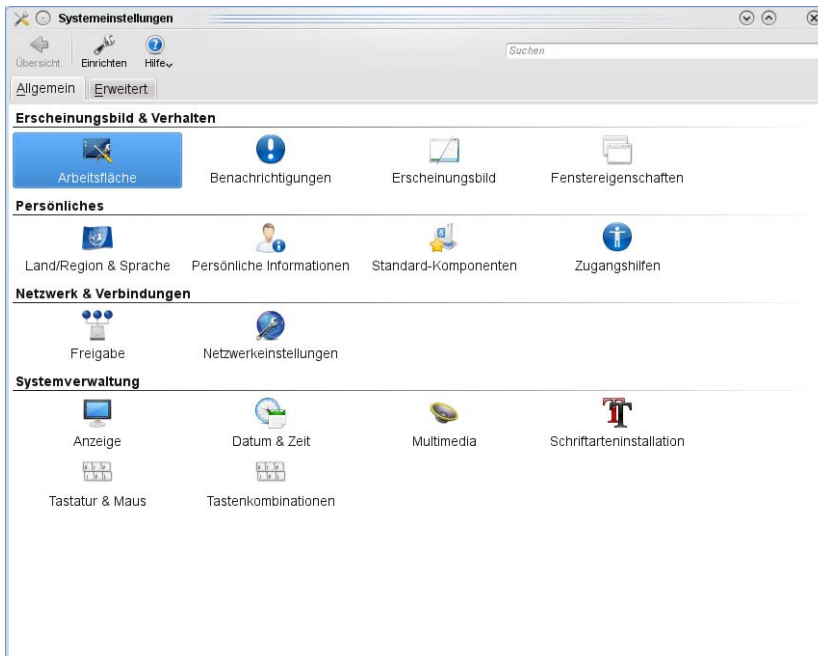 Systemeinstellungen
Übersicht Einrichten Hilfe
Suchen
Allgemein Erweitert
Erscheinungsbild & Verhalten
Arbeitsfläche Benachrichtigungen Erscheinungsbild Fenstereigenschaften
Persönliches
Land/Region & Sprache Persönliche Informationen Standard-Komponenten Zugangshilfen
Netzwerk & Verbindungen
Freigabe Netzwerkeinstellungen
Systemverwaltung
Anzeige Datum & Zeit Multimedia Schriftarteninstallation
Tastatur & Maus Tastenkombinationen